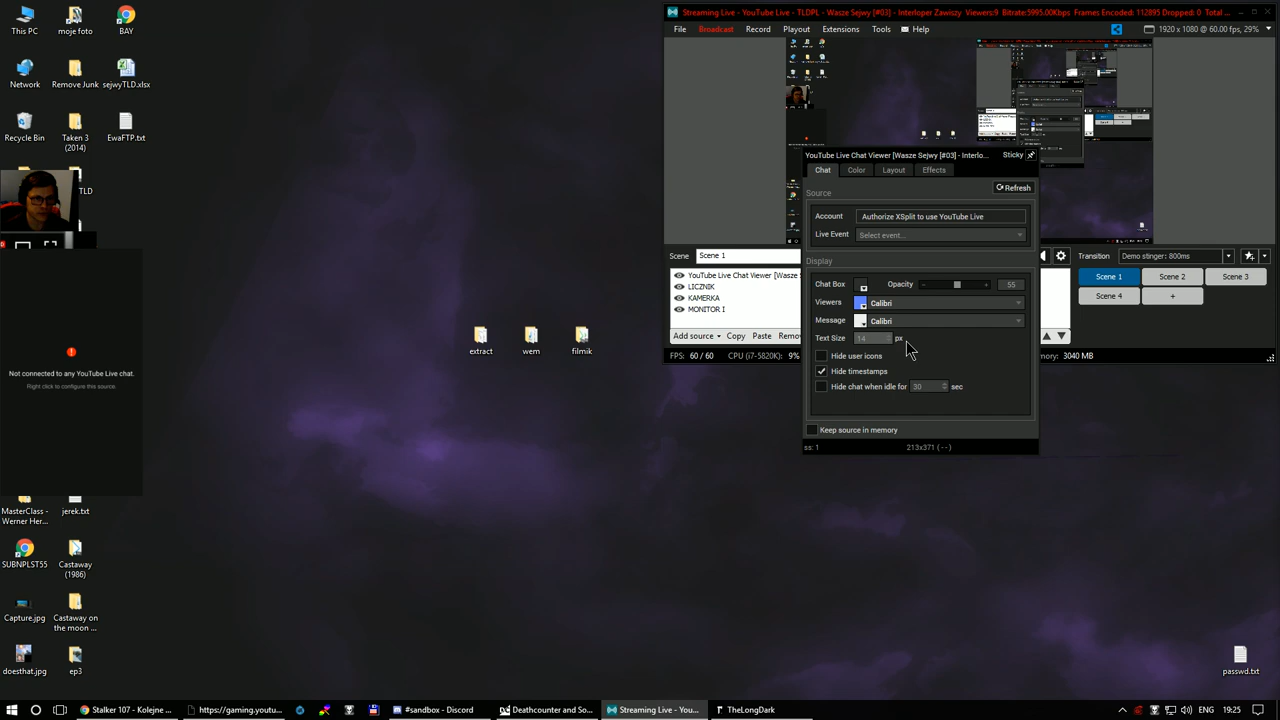 This PC
moje foto
BAY
Network
Remove Junk
sejwyTLD.xlsx
Recycle Bin
Taken 3
(2014)
EwaFTP.txt
TLD
Not connected to any YouTube Live chat.
Right click to configure this source.
MasterClass -
Werner Her...
jerek.txt
SUBNPLST55
Castaway
(1986)
Capture.jpg
Castaway on
the moon ...
doesthat.jpg
ep3
extract
wem
filmik
passwd.txt
Streaming Live - YouTube Live - TLDPL - Wasze Sejwy [#03] - Interloper Zawiszy Viewers:9 Bitrate:5995.00Kbps Frames Encoded: 112895 Dropped: 0 Total ...
File
Broadcast
Record
Playout
Extensions
Tools
Help
1920 x 1080 @ 60.00 fps, 29%
YouTube Live Chat Viewer [Wasze Sejwy [#03] - Interlo...
Sticky
Chat
Color
Layout
Effects
Refresh
Source
Account
Authorize XSplit to use YouTube Live
Live Event
Select event...
Display
Chat Box
Opacity
55
Viewers
Calibri
Message
Calibri
Text Size
14
px
Hide user icons
Hide timestamps
Hide chat when idle for
30
sec
Keep source in memory
ss: 1
213x371 (--)
Scene
Scene 1
YouTube Live Chat Viewer [Wasze S
LICZNIK
KAMERKA
MONITOR I
Add source
Copy
Paste
Remov
FPS: 60 / 60
CPU (i7-5820K) 9%
mory: 3040 MB
Transition
Demo stinger: 800ms
Scene 1
Scene 2
Scene 3
Scene 4
+
Stalker 107 - Kolejne ...
https://gaming.youtu...
#sandbox - Discord
Deathcounter and So...
Streaming Live - You...
TheLongDark
ENG
19:25